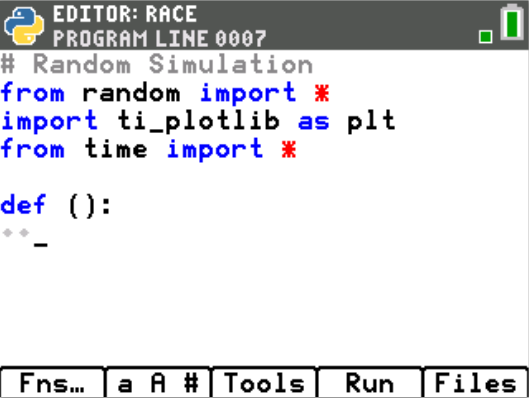 EDITOR: RACE
PROGRAM LINE 0007
# Random Simulation
from random import *
import ti_plotlib as plt
from time import *
def ():
_
Fns… a A # Tools Run Files